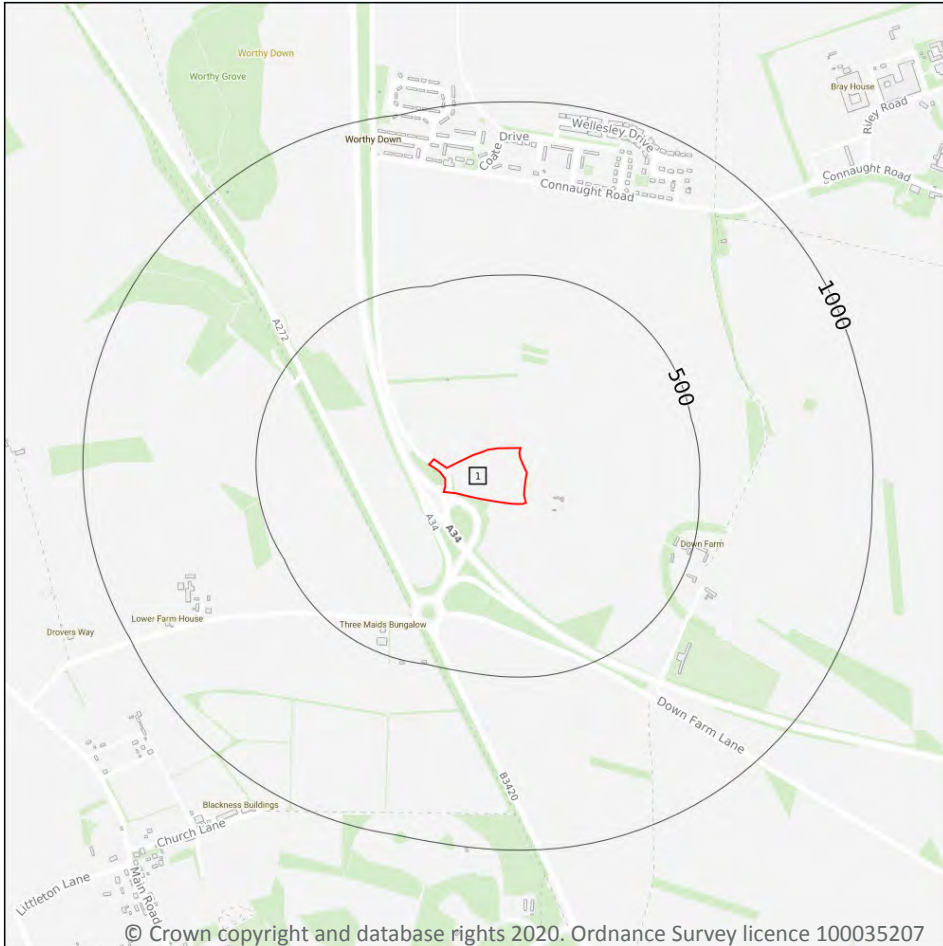 Worthy Down
Worthy Grove
Bray House
Riley Road
Wellesley Drive
Worthy Down
Coate Drive
Connaught Road
Connaught Road
1000
A272
500
1
A34
A34
Down Farm
Lower Farm House
Three Maids Bungalow
Drovers Way
Down Farm Lane
B3420
Blackness Buildings
Church Lane
Littleton Lane
Main Road
© Crown copyright and database rights 2020. Ordnance Survey licence 100035207